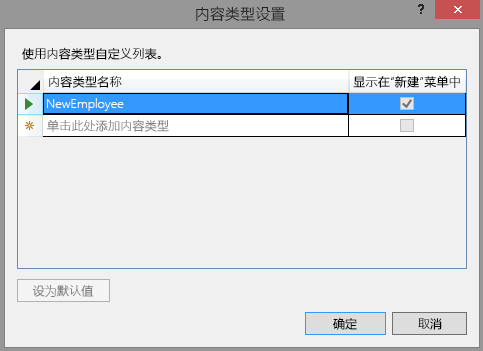 内容类型设置
?
使用内容类型自定义列表。
内容类型名称 显示在“新建”菜单中
NewEmployee
单击此处添加内容类型
设为默认值
确定 取消